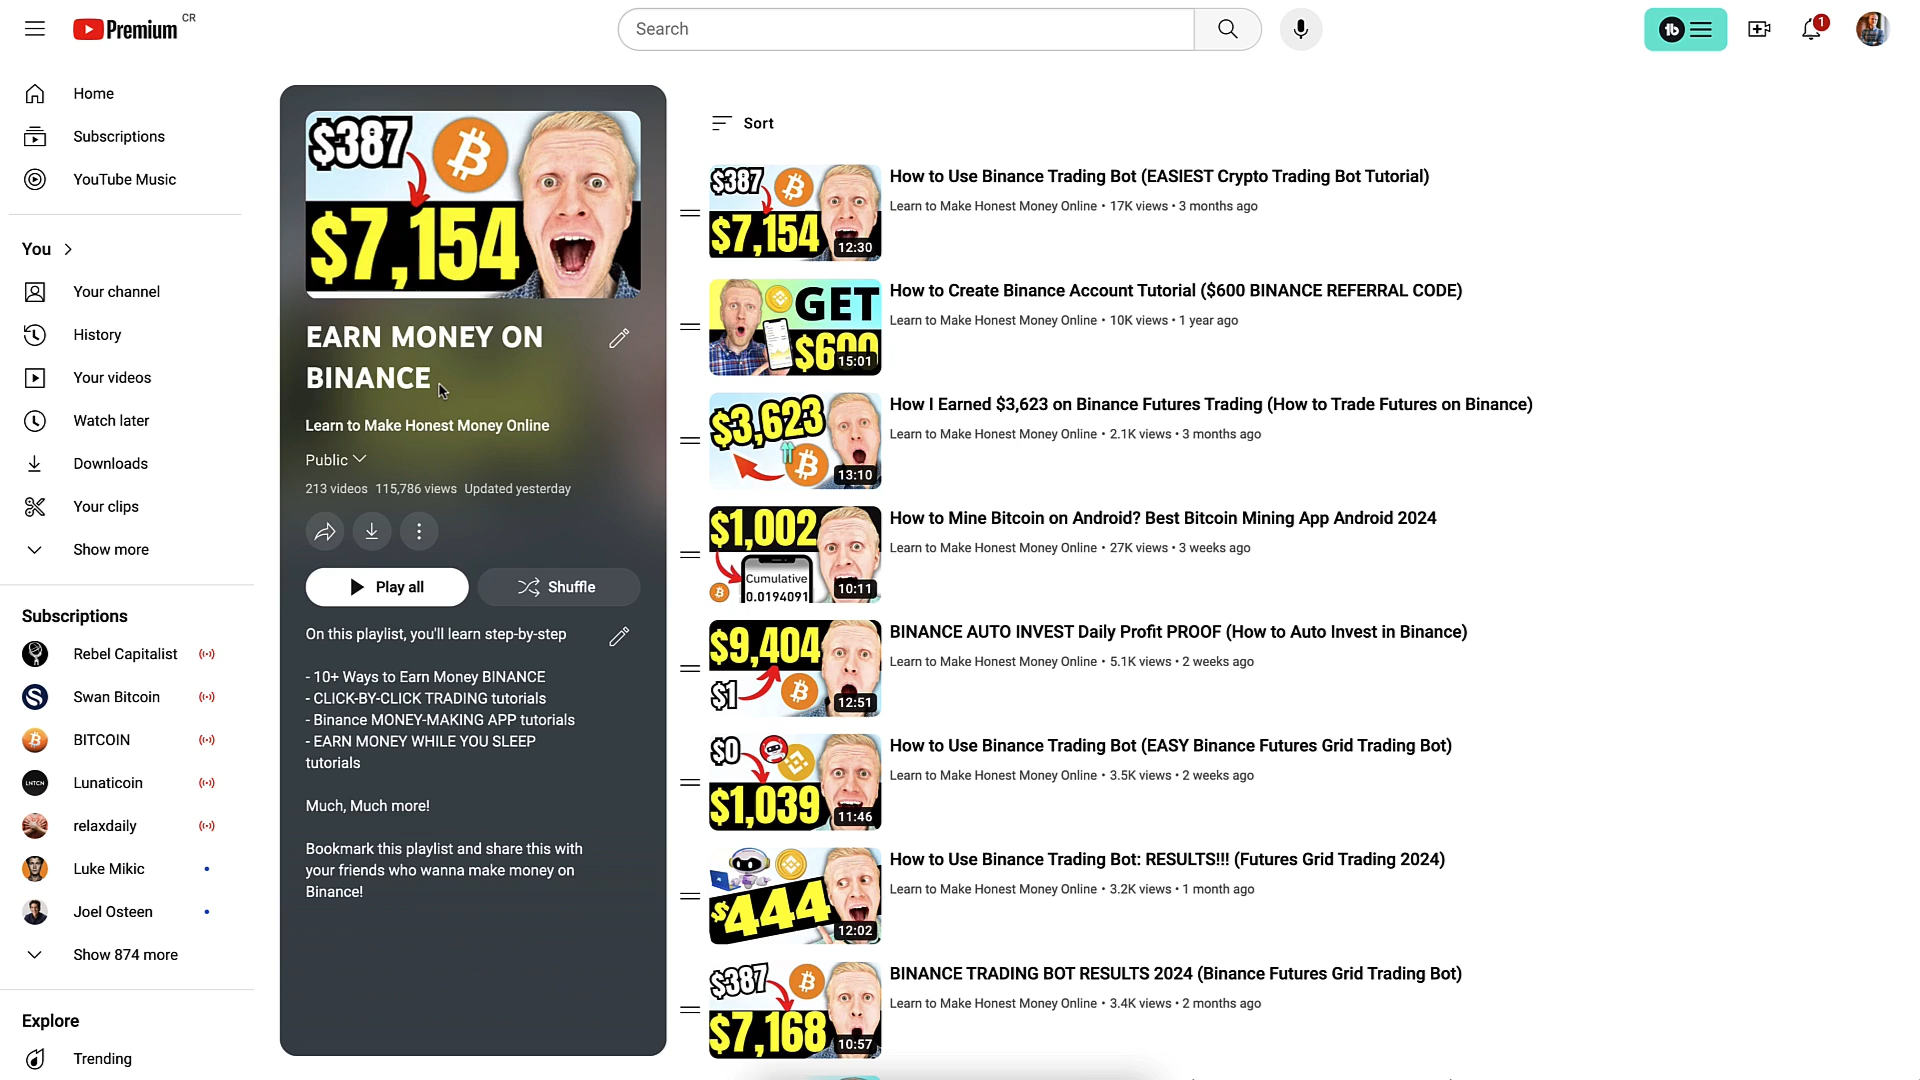 Premium CR
Search
1b
1
Home
Subscriptions
YouTube Music
You
Your channel
History
Your videos
Watch later
Downloads
Your clips
Show more
Subscriptions
Rebel Capitalist
Swan Bitcoin
BITCOIN
LNTCN
Lunaticoin
relaxdaily
Luke Mikic
Joel Osteen
Show 874 more
Explore
Trending
$387
$7,154
EARN MONEY ON
BINANCE
Learn to Make Honest Money Online
Public
213 videos 115,786 views Updated yesterday
Play all
Shuffle
On this playlist, you'll learn step-by-step
- 10+ Ways to Earn Money BINANCE
- CLICK-BY-CLICK TRADING tutorials
- Binance MONEY-MAKING APP tutorials
- EARN MONEY WHILE YOU SLEEP
tutorials
Much, Much more!
Bookmark this playlist and share this with
your friends who wanna make money on
Binance!
Sort
$387
$7,154
12:30
How to Use Binance Trading Bot (EASIEST Crypto Trading Bot Tutorial)
Learn to Make Honest Money Online • 17K views • 3 months ago
GET
$600
15:01
How to Create Binance Account Tutorial ($600 BINANCE REFERRAL CODE)
Learn to Make Honest Money Online • 10K views • 1 year ago
$3,623
13:10
How I Earned $3,623 on Binance Futures Trading (How to Trade Futures on Binance)
Learn to Make Honest Money Online • 2.1K views • 3 months ago
$1,002
Cumulative
0.0194091
10:11
How to Mine Bitcoin on Android? Best Bitcoin Mining App Android 2024
Learn to Make Honest Money Online • 27K views • 3 weeks ago
$9,404
$1
12:51
BINANCE AUTO INVEST Daily Profit PROOF (How to Auto Invest in Binance)
Learn to Make Honest Money Online • 5.1K views • 2 weeks ago
$0
$1,039
11:46
How to Use Binance Trading Bot (EASY Binance Futures Grid Trading Bot)
Learn to Make Honest Money Online • 3.5K views • 2 weeks ago
$444
12:02
How to Use Binance Trading Bot: RESULTS!!! (Futures Grid Trading 2024)
Learn to Make Honest Money Online • 3.2K views • 1 month ago
$387
$7,168
10:57
BINANCE TRADING BOT RESULTS 2024 (Binance Futures Grid Trading Bot)
Learn to Make Honest Money Online • 3.4K views • 2 months ago